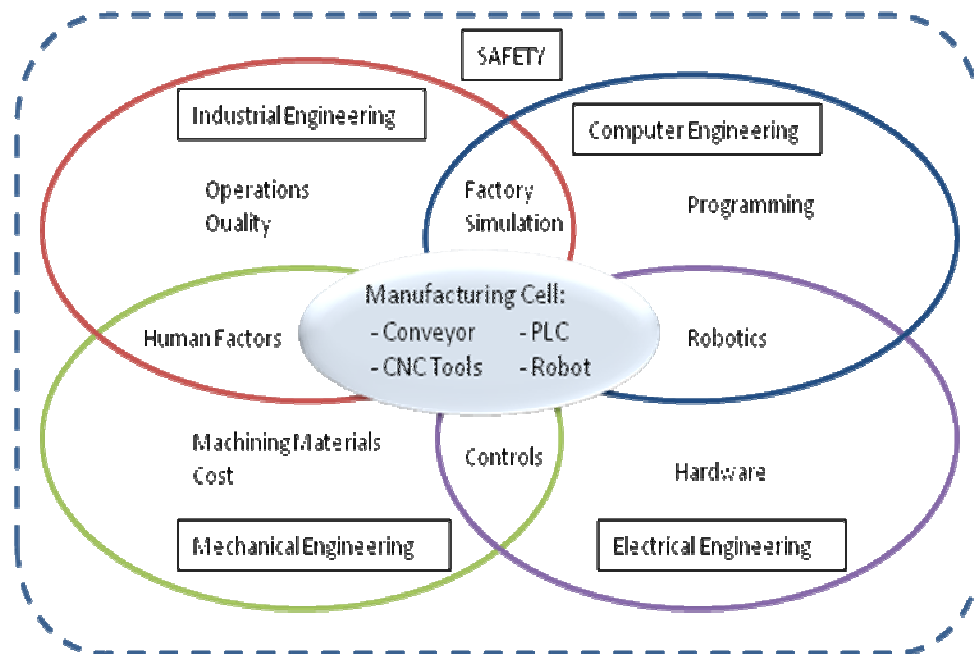 SAFETY
Industrial Engineering
Computer Engineering
Operations
Quality
Factory
Simulation
Programming
Manufacturing Cell:
- Conveyor - PLC
- CNC Tools - Robot
Human Factors
Robotics
Machining Materials
Cost
Controls
Hardware
Mechanical Engineering
Electrical Engineering